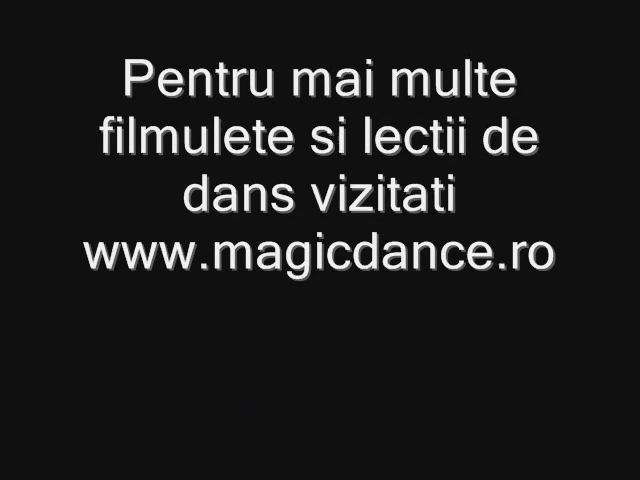 Pentru mai multe
filmulete si lectii de
dans vizitati
www.magicdance.ro